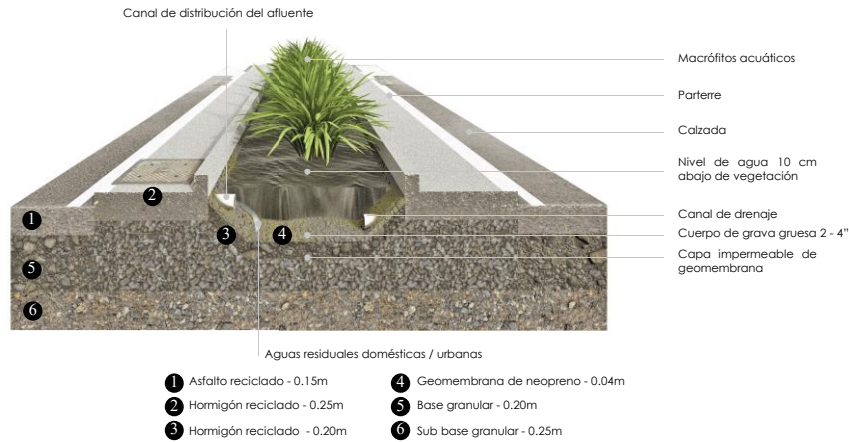 Canal de distribución del afluente
Macrófitos acuáticos
Parterre
Calzada
Nivel de agua 10 cm
abajo de vegetación
Canal de drenaje
Cuerpo de grava gruesa 2 - 4"
Capa impermeable de
geomembrana
2
1
3
4
5
6
Aguas residuales domésticas / urbanas
1 Asfalto reciclado - 0.15m
2 Hormigón reciclado - 0.25m
3 Hormigón reciclado - 0.20m
4 Geomembrana de neopreno - 0.04m
5 Base granular - 0.20m
6 Sub base granular - 0.25m